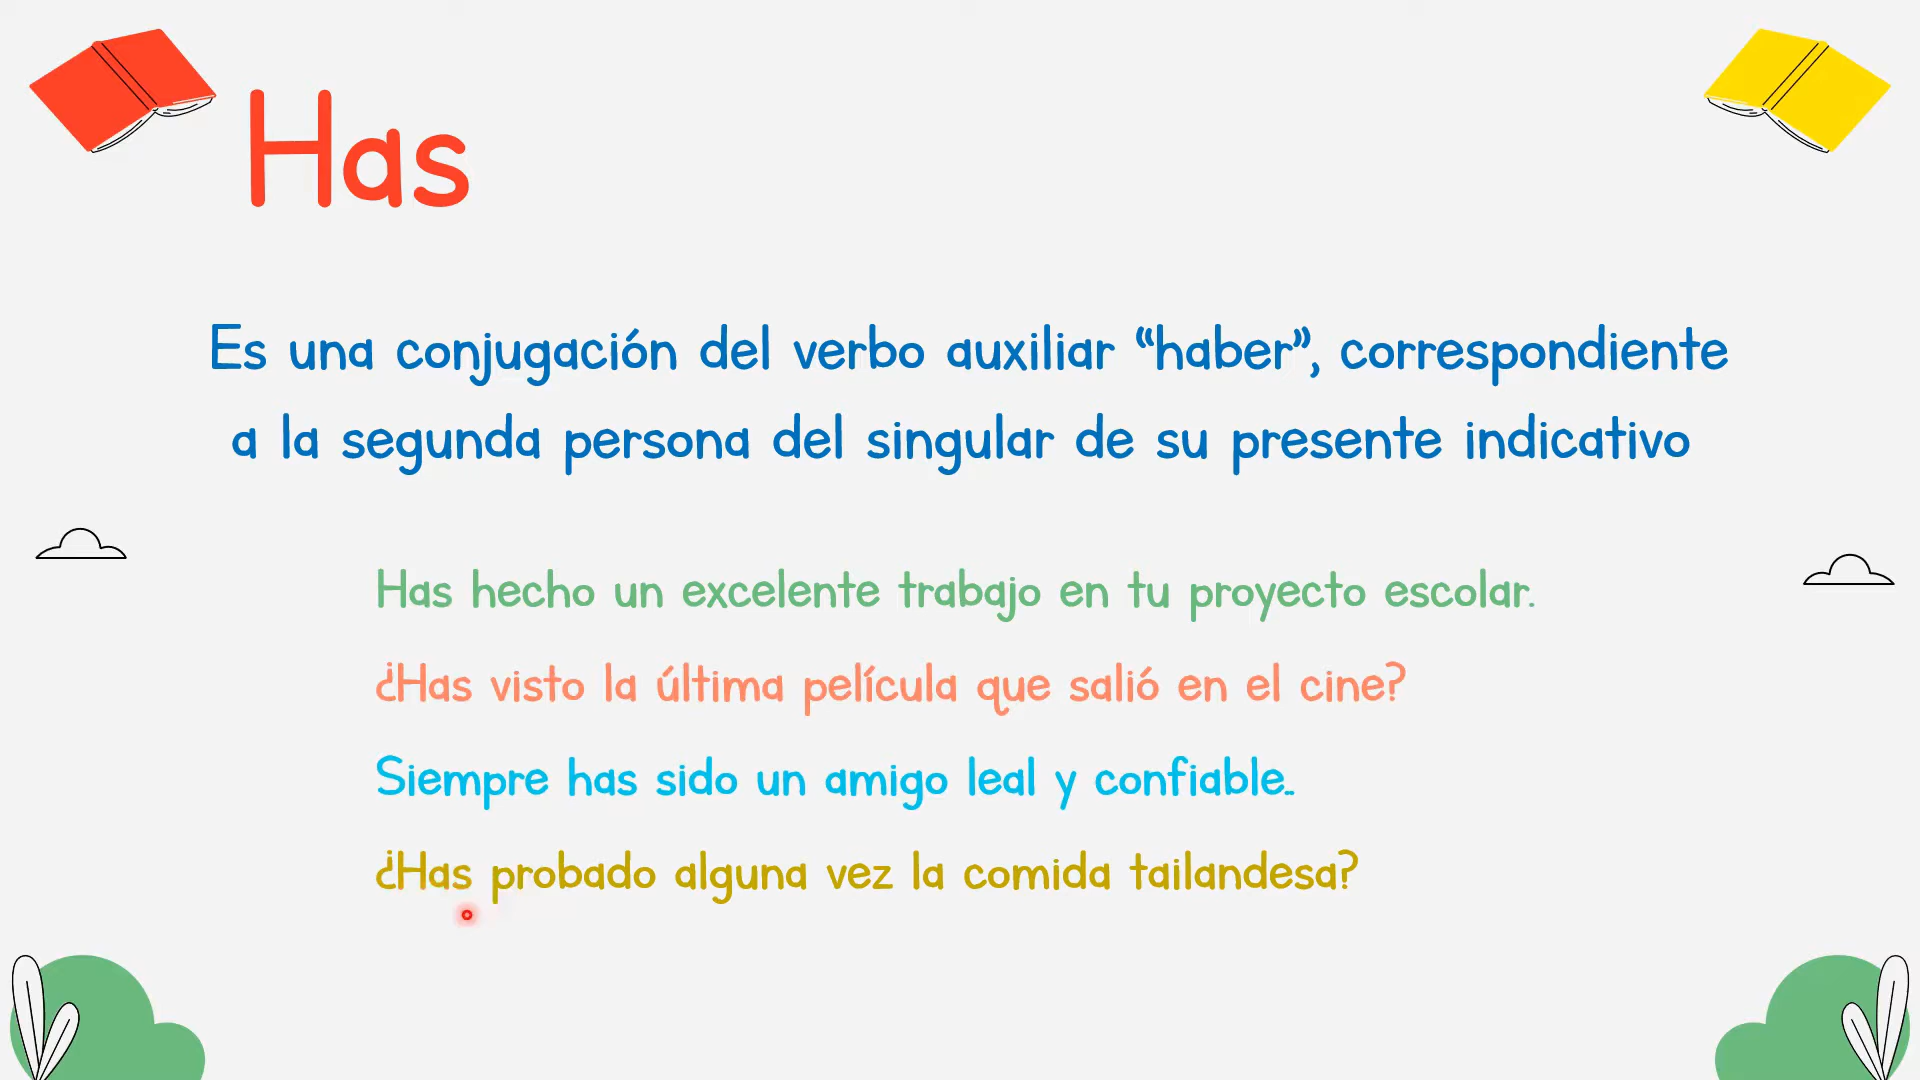 Has
Es una conjugación del verbo auxiliar “haber”, correspondiente
a la segunda persona del singular de su presente indicativo
Has hecho un excelente trabajo en tu proyecto escolar.
¿Has visto la última película que salió en el cine?
Siempre has sido un amigo leal y confiable..
¿Has probado alguna vez la comida tailandesa?